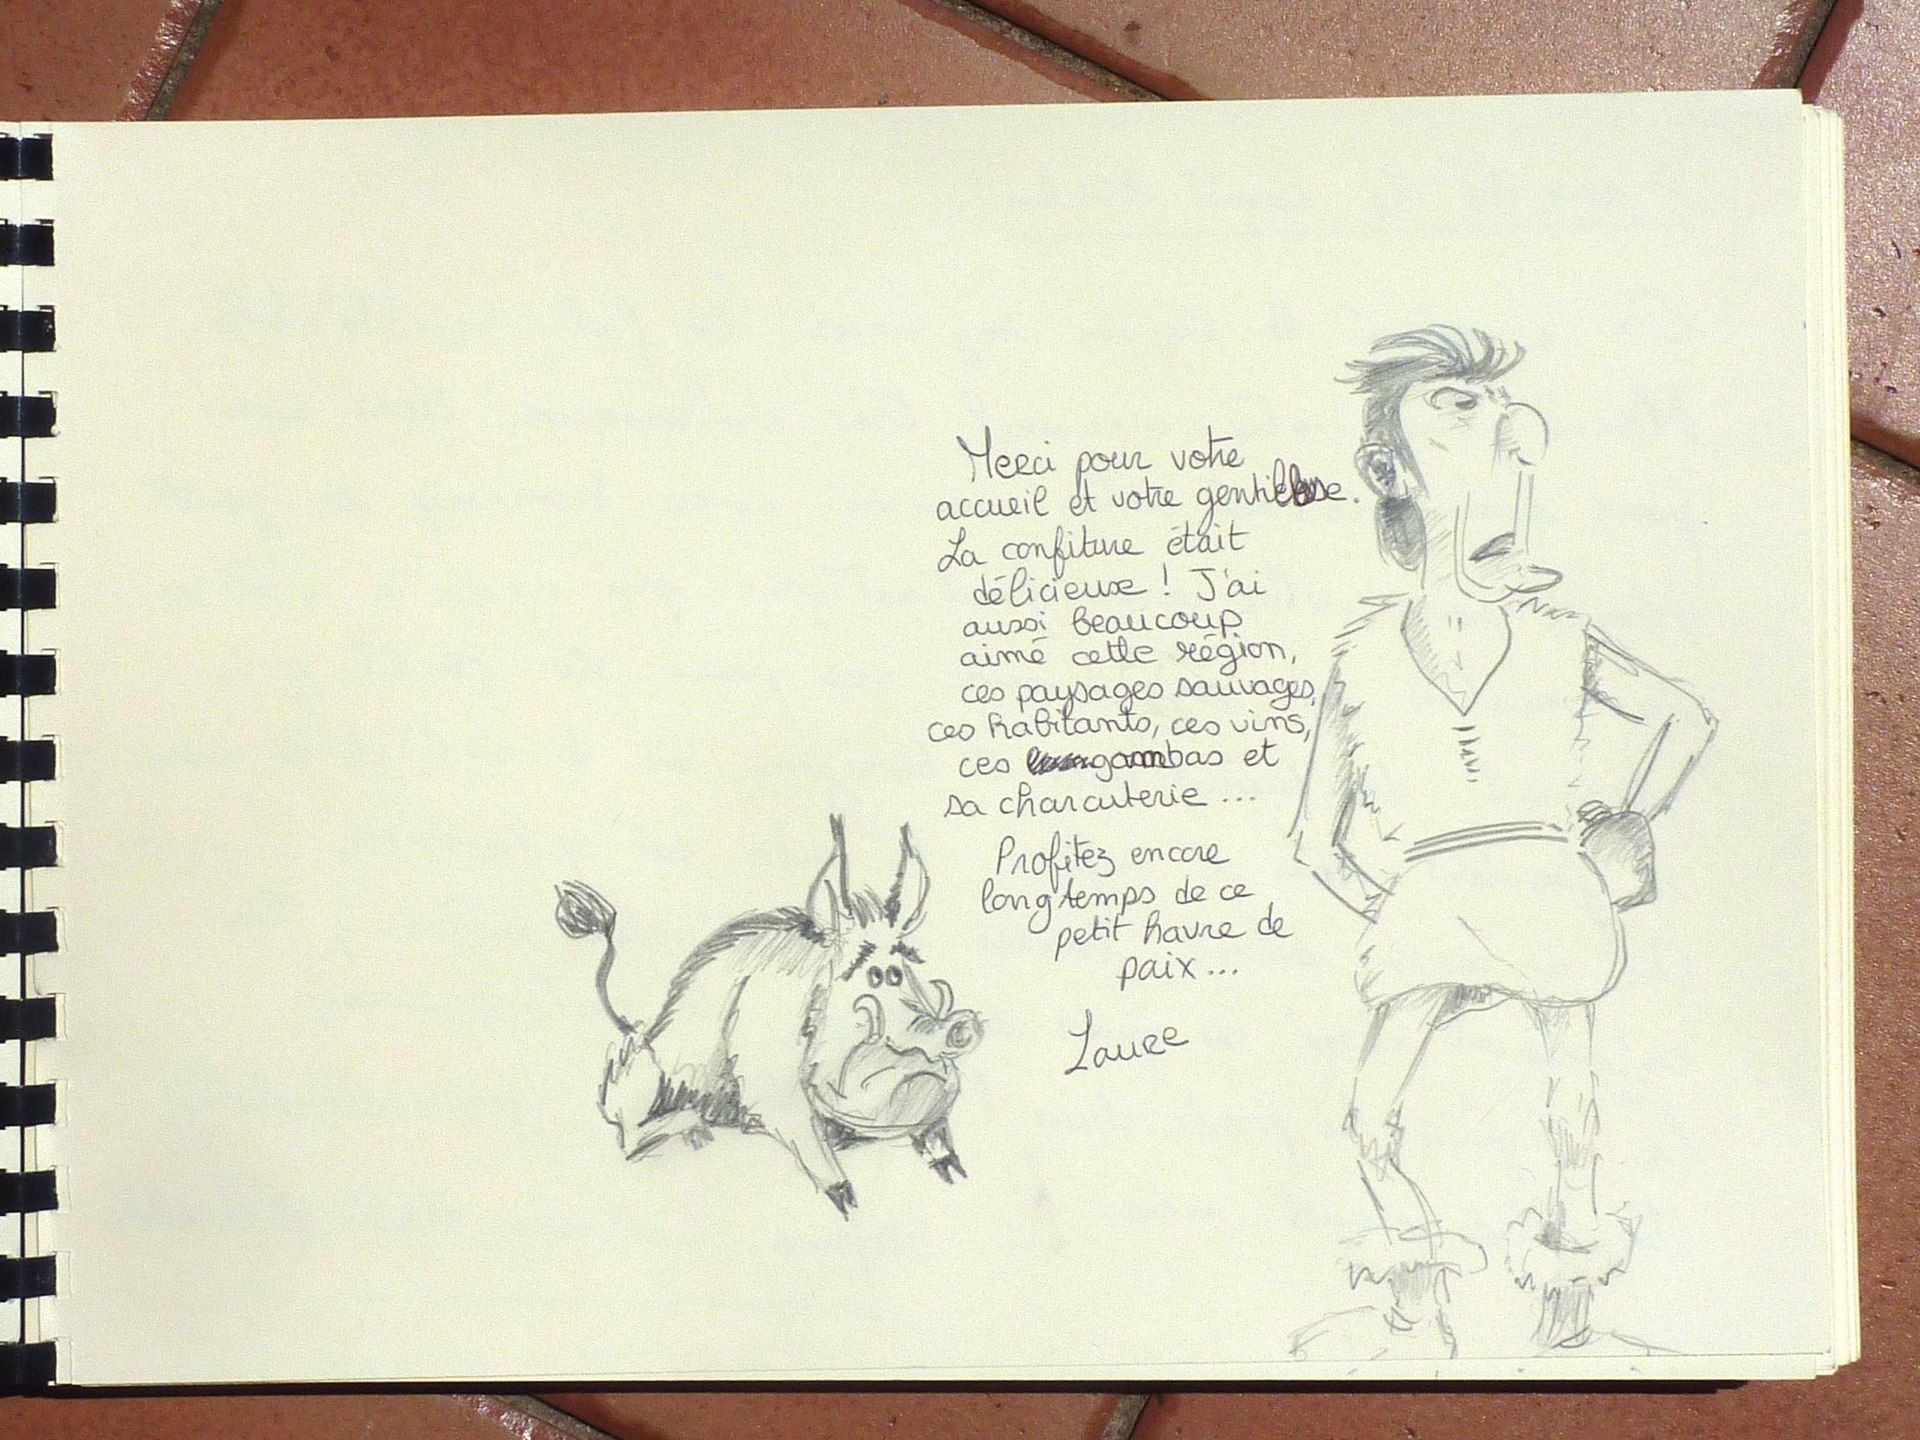 Merci pour votre
accueil et votre gentillesse.
La confiture était
délicieuse ! J'ai
aussi beaucoup
aimé cette région,
ces paysages sauvages,
ces habitants, ces vins,
ces gambas et
sa charcuterie ...
Profitez encore
longtemps de ce
petit havre de
paix ...
Laure